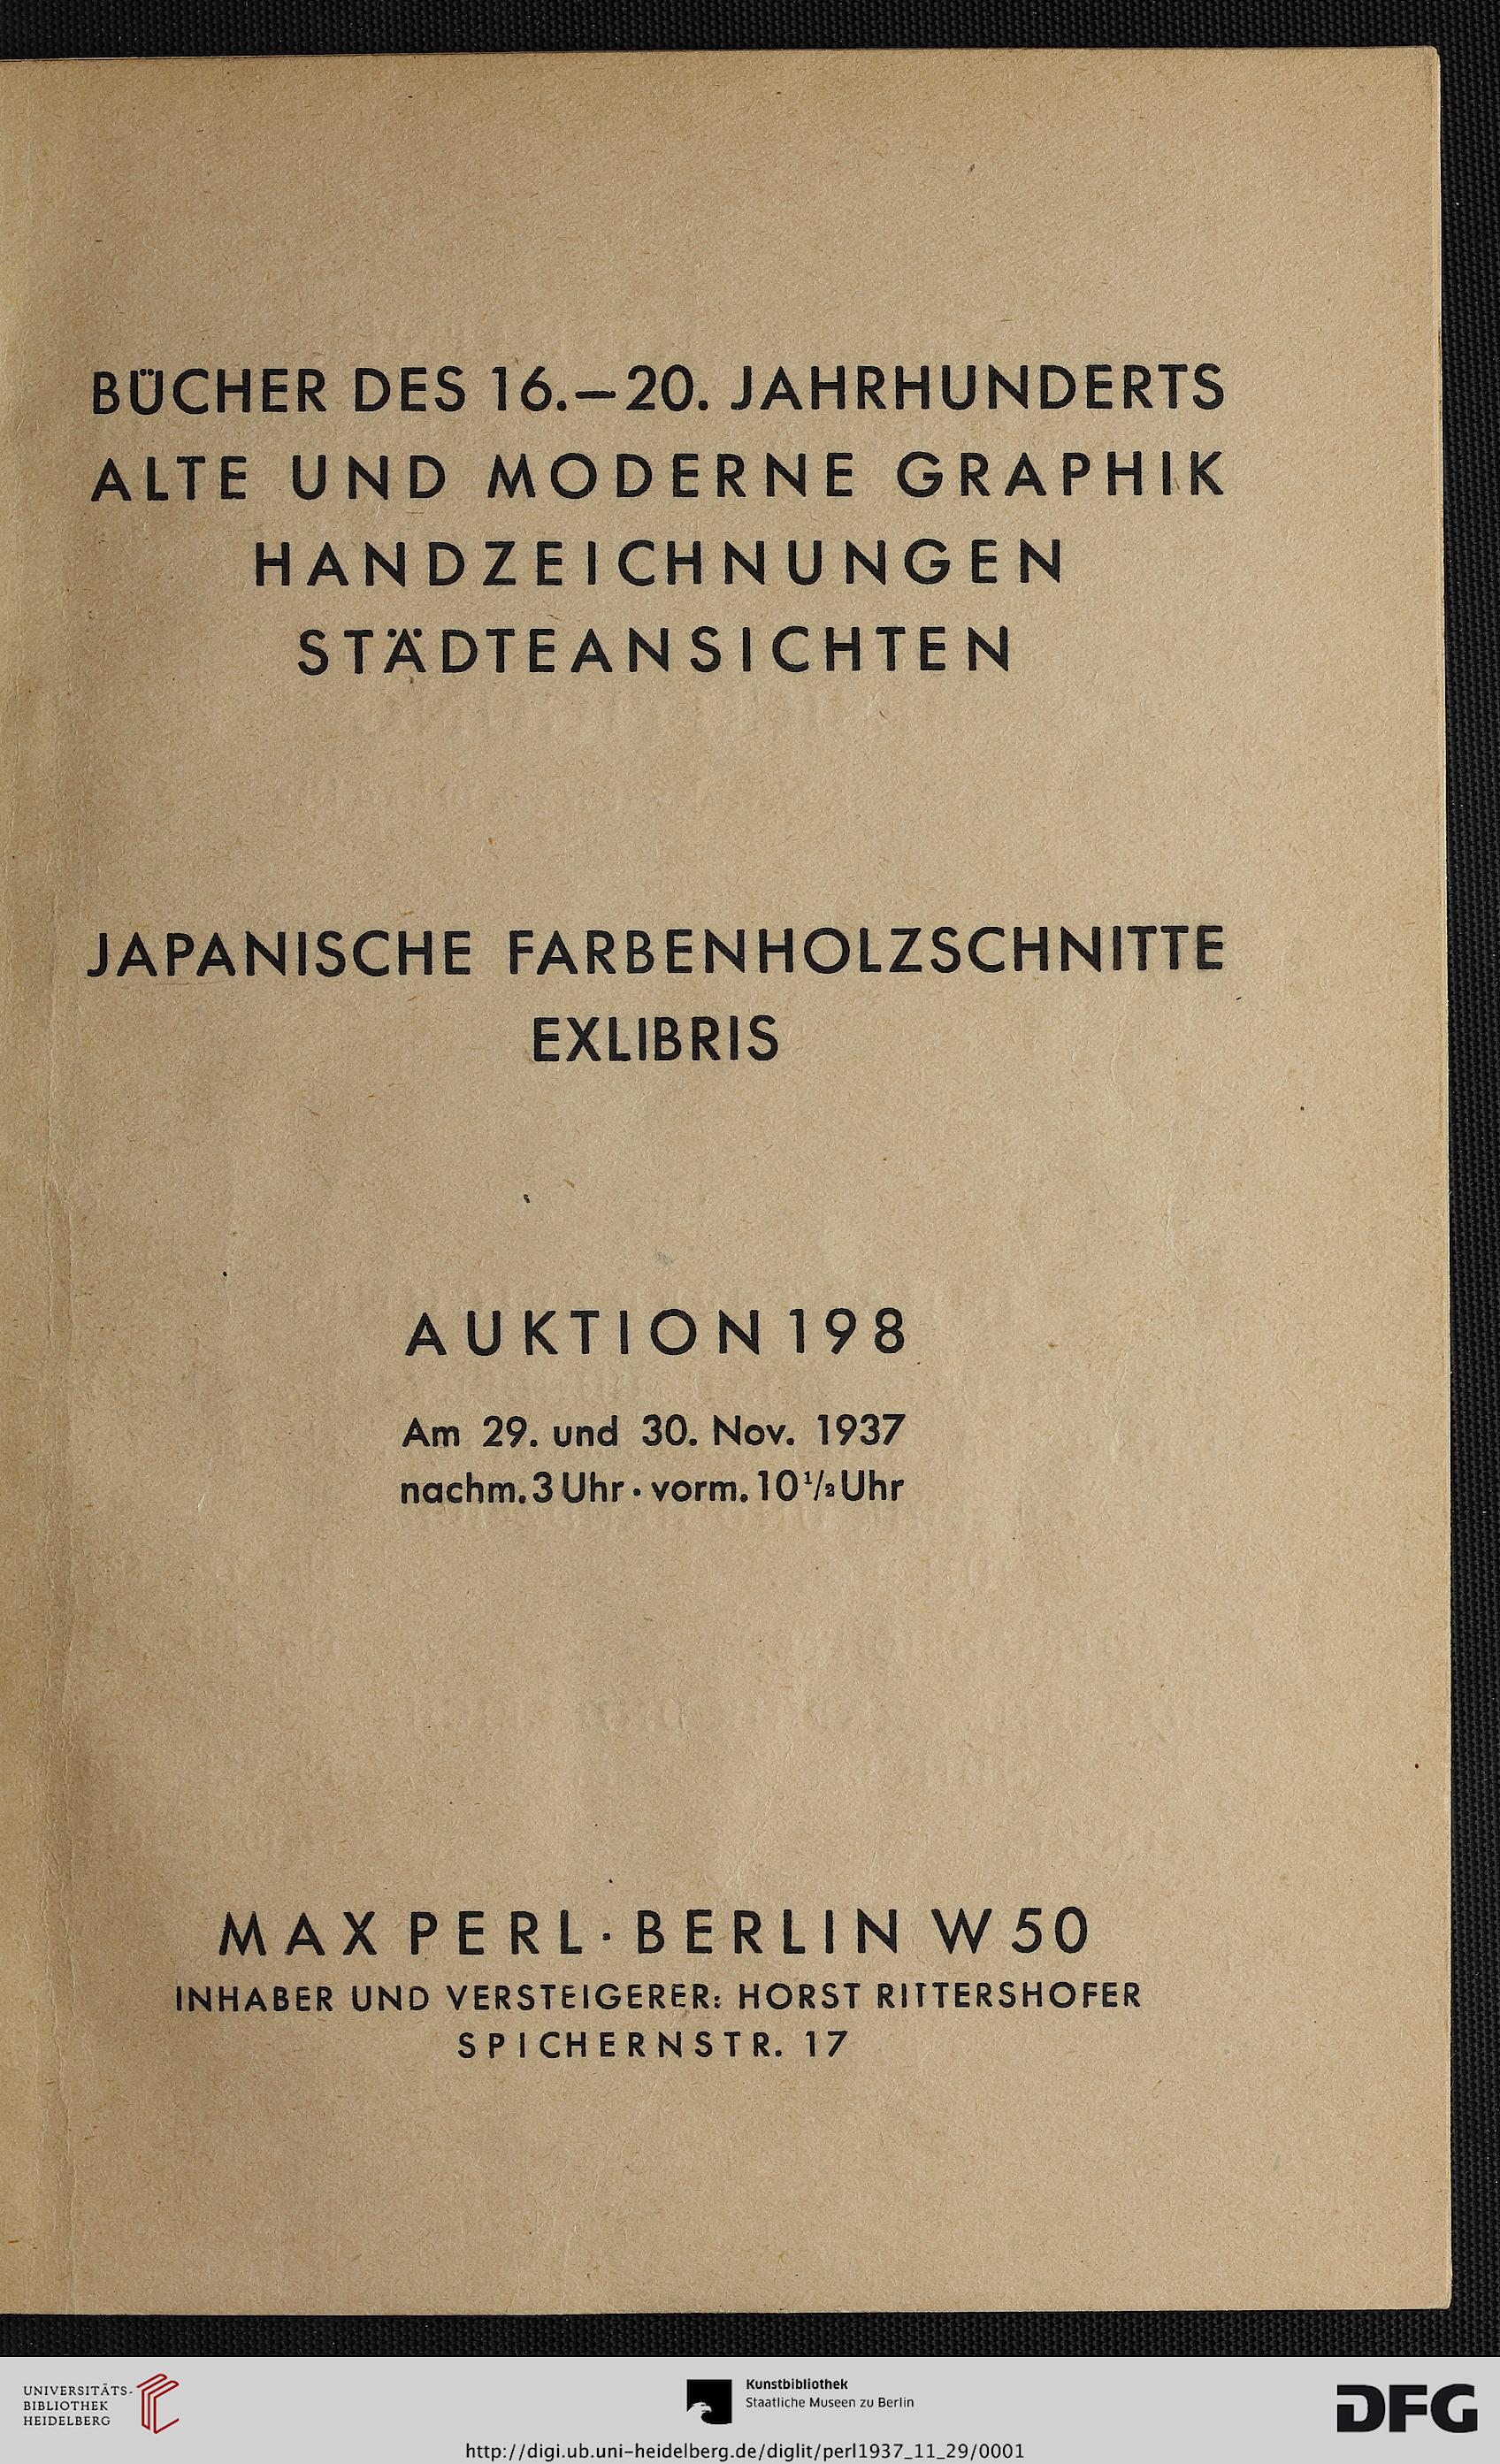 BÜCHER DES 16.–20. JAHRHUNDERTS
ALTE UND MODERNE GRAPHIK
HANDZEICHNUNGEN
STÄDTEANSICHTEN
JAPANISCHE FARBENHOLZSCHNITTE
EXLIBRIS
AUKTION 198
Am 29. und 30. Nov. 1937
nachm. 3 Uhr · vorm. 10 1/2 Uhr
MAX PERL · BERLIN W 50
INHABER UND VERSTEIGERER: HORST RITTERSHOFER
SPICHERNSTR. 17
UNIVERSITÄTS-
BIBLIOTHEK
HEIDELBERG
Kunstbibliothek
Staatliche Museen zu Berlin
DFG
http://digi.ub.uni-heidelberg.de/diglit/perl1937_11_29/0001